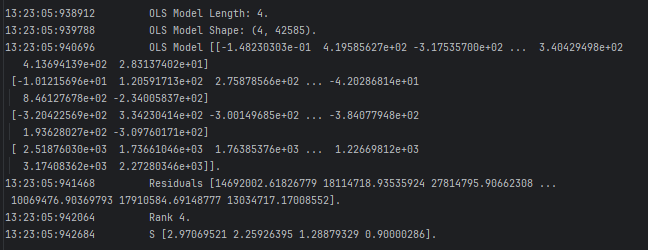 13:23:05:938912 OLS Model Length: 4.
13:23:05:939788 OLS Model Shape: (4, 42585).
13:23:05:940696 OLS Model [[-1.48230303e-01 4.19585627e+02 -3.17535700e+02 ... 3.40429498e+02
4.13694139e+02 2.83137402e+01]
[-1.01215696e+01 1.20591713e+02 2.75878566e+02 ... -4.20286814e+01
8.46127678e+02 -2.34005837e+02]
[-3.20422569e+02 3.34230414e+02 -3.00149685e+02 ... -3.84077948e+02
1.93628027e+02 -3.09760171e+02]
[ 2.51876030e+03 1.73661046e+03 1.76385376e+03 ... 1.22669812e+03
3.17408362e+03 2.27280346e+03]].
13:23:05:941468 Residuals [14692002.61826779 18114718.93535924 27814795.90662308 ...
10069476.90369793 17910584.69148777 13034717.17008552].
13:23:05:942064 Rank 4.
13:23:05:942684 S [2.97069521 2.25926395 1.28879329 0.90000286].